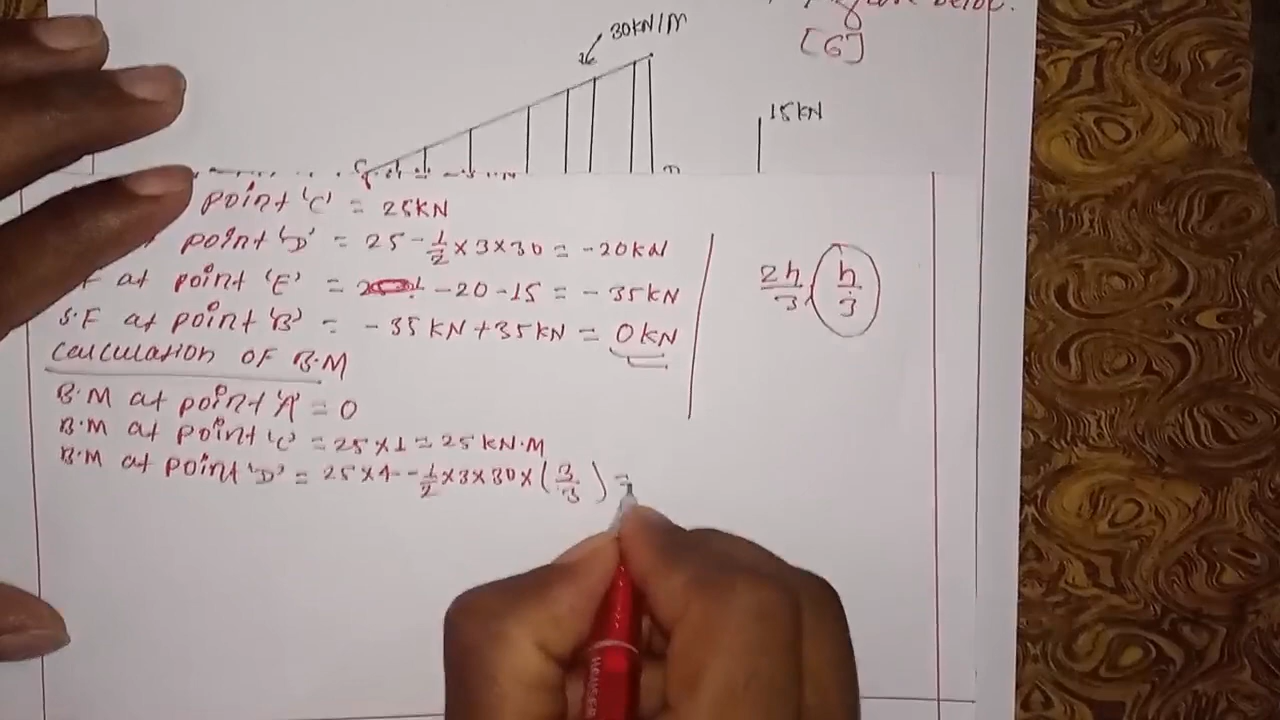 30KN/M
[6]
15KN
C
point 'C' = 25KN
point 'D' = 25 - 1/2 × 3 × 30 = -20KN
at point 'E' = -20 - 15 = - 35KN
S.F at point 'B' = - 35KN + 35KN = 0KN
2h/3, h/3
Calculation OF B.M
B.M at point 'A' = 0
B.M at point 'C' = 25 × 1 = 25 KN.M
B.M at point 'D' = 25 × 4 - 1/2 × 3 × 30 × (3/3) =